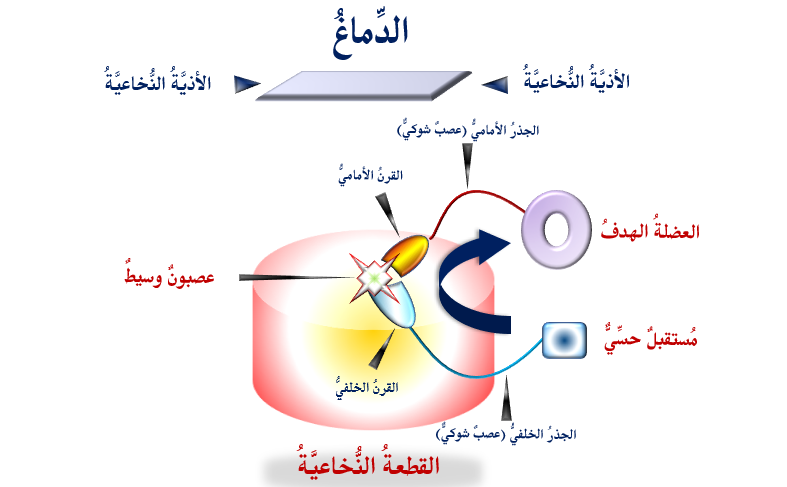 الدِّماغُ
الأذيَّةُ النُّخاعيَّةُ
الأذيَّةُ النُّخاعيَّةُ
الجذرُ الأماميُّ (عصبٌ شوكيٌّ)
القرنُ الأماميُّ
العضلةُ الهدفُ
عصبونٌ وسيطٌ
مُستقبلٌ حسِّيٌّ
القرنُ الخلفيُّ
الجذرُ الخلفيُّ (عصبٌ شوكيٌّ)
القطعةُ النُّخاعيَّةُ